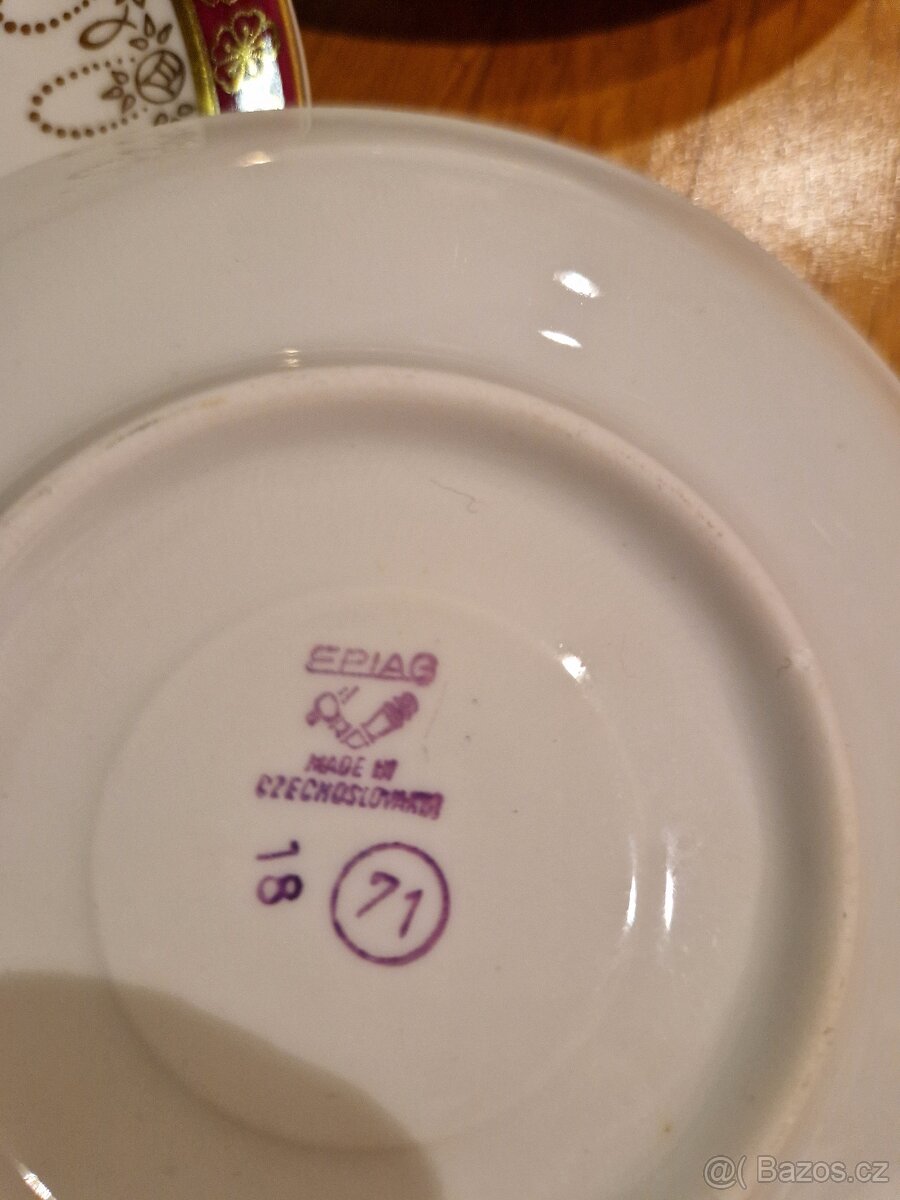 EPIAG
MADE IN
CZECHOSLOVAKIA
18
71
@( Bazos.cz